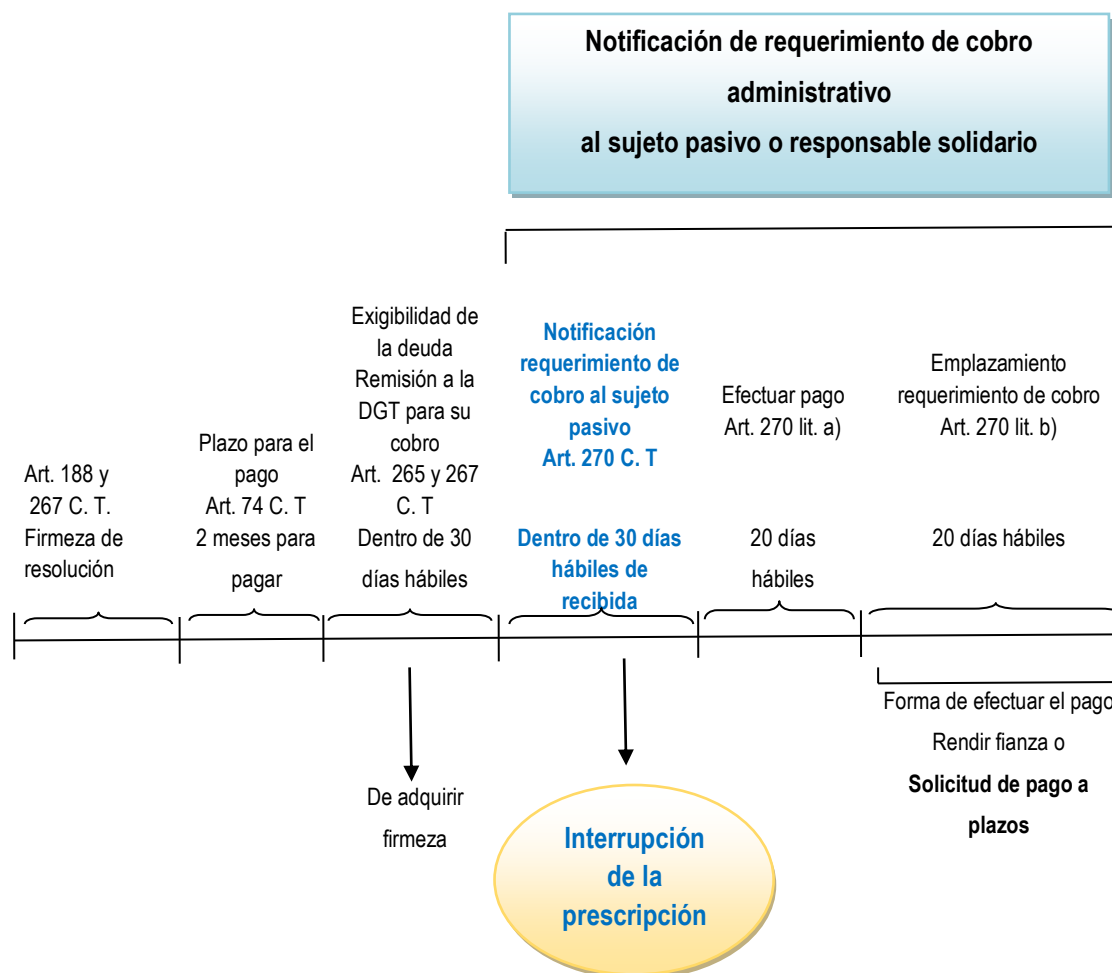 Notificación de requerimiento de cobro
administrativo
al sujeto pasivo o responsable solidario
Art. 188 y
267 C. T.
Firmeza de
resolución
Plazo para el
pago
Art. 74 C. T
2 meses para
pagar
Exigibilidad de
la deuda
Remisión a la
DGT para su
cobro
Art. 265 y 267
C. T
Dentro de 30
días hábiles
Notificación
requerimiento de
cobro al sujeto
pasivo
Art. 270 C. T
Dentro de 30 días
hábiles de
recibida
Efectuar pago
Art. 270 lit. a)
20 días
hábiles
Emplazamiento
requerimiento de cobro
Art. 270 lit. b)
20 días hábiles
De adquirir
firmeza
Interrupción
de la
prescripción
Forma de efectuar el pago
Rendir fianza o
Solicitud de pago a
plazos